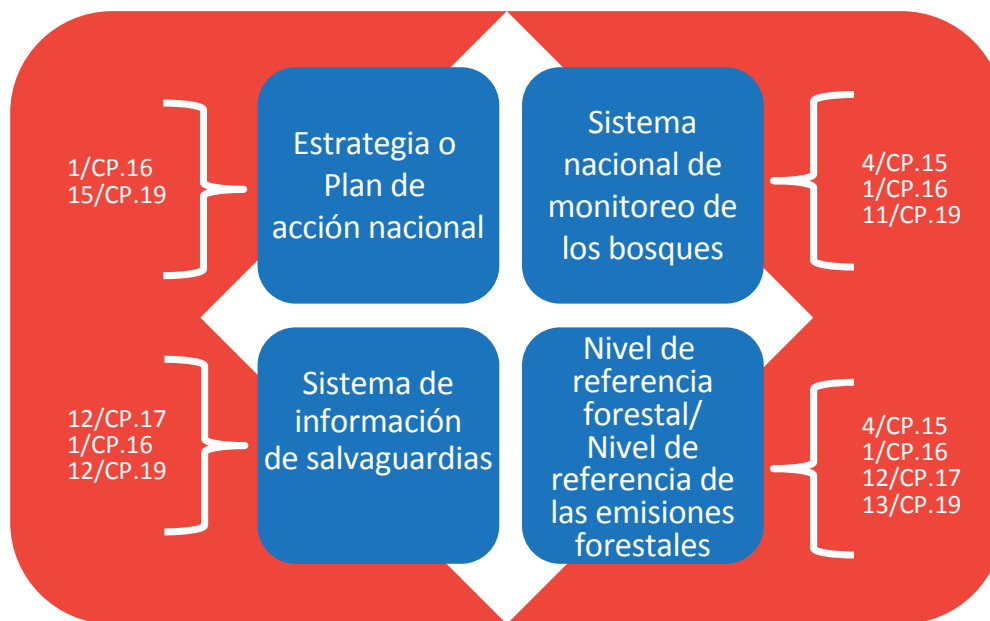 1/CP.16
15/CP.19
Estrategia o
Plan de
acción nacional
Sistema
nacional de
monitoreo de
los bosques
4/CP.15
1/CP.16
11/CP.19
12/CP.17
1/CP.16
12/CP.19
Sistema de
información
de salvaguardias
Nivel de
referencia
forestal/
Nivel de
referencia de
las emisiones
forestales
4/CP.15
1/CP.16
12/CP.17
13/CP.19